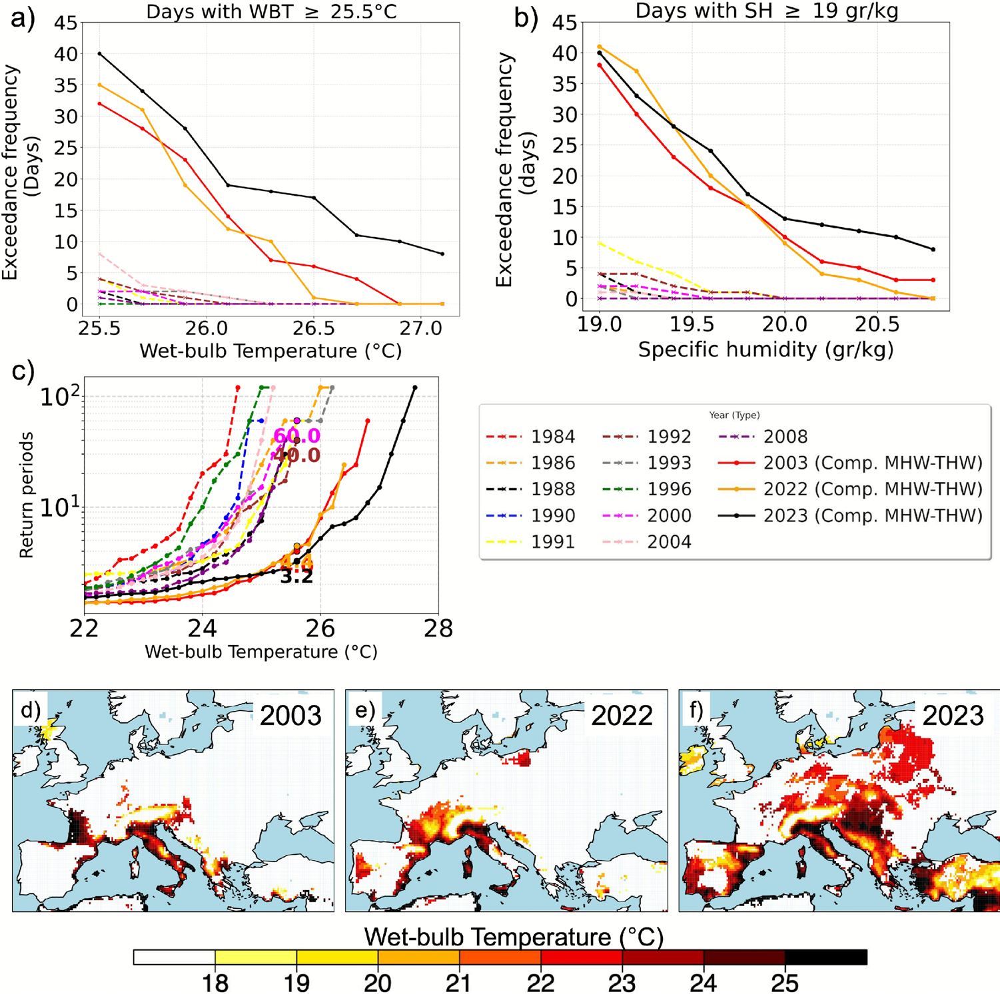 a)
Days with WBT ≥ 25.5°C
45
40
35
30
25
20
15
10
5
0
Exceedance frequency
(Days)
25.5 26.0 26.5 27.0
Wet-bulb Temperature (°C)
b)
Days with SH ≥ 19 gr/kg
45
40
35
30
25
20
15
10
5
0
Exceedance frequency
(days)
19.0 19.5 20.0 20.5
Specific humidity (gr/kg)
c)
10²
10¹
Return periods
60.0
40.0
3.2
22 24 26 28
Wet-bulb Temperature (°C)
Year (Type)
1984
1986
1988
1990
1991
1992
1993
1996
2000
2004
2008
2003 (Comp. MHW-THW)
2022 (Comp. MHW-THW)
2023 (Comp. MHW-THW)
d) 2003
e) 2022
f) 2023
Wet-bulb Temperature (°C)
18 19 20 21 22 23 24 25